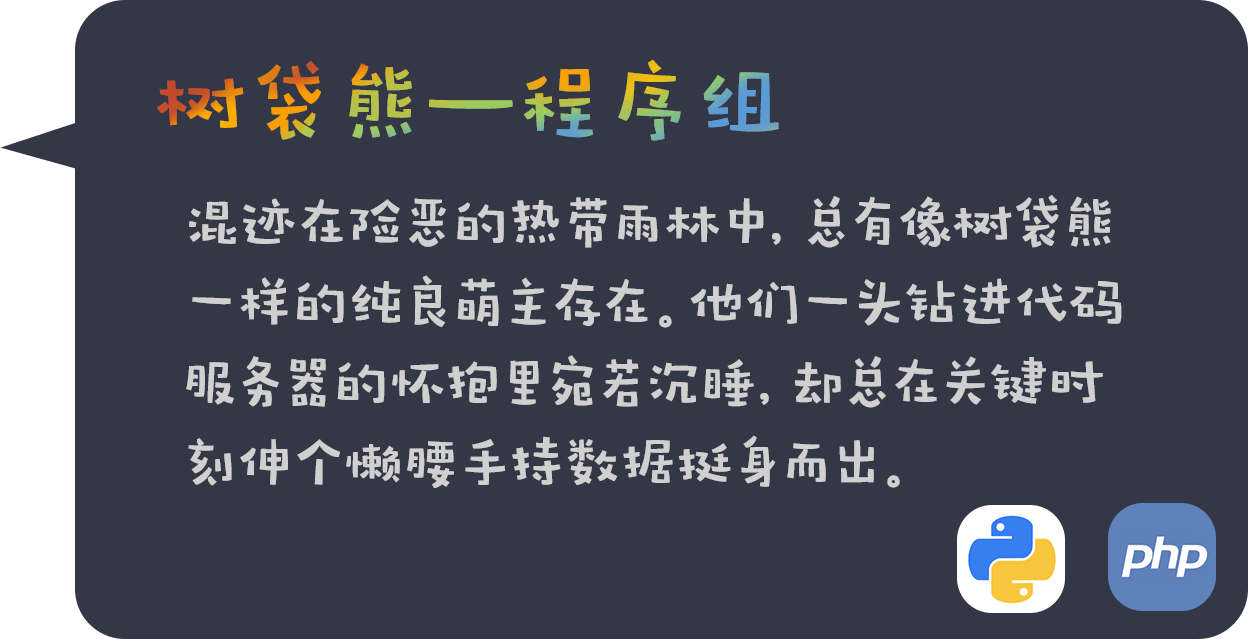 树袋熊—程序组
混迹在险恶的热带雨林中，总有像树袋熊
一样的纯良萌主存在。他们一头钻进代码
服务器的怀抱里宛若沉睡，却总在关键时
刻伸个懒腰手持数据挺身而出。
php